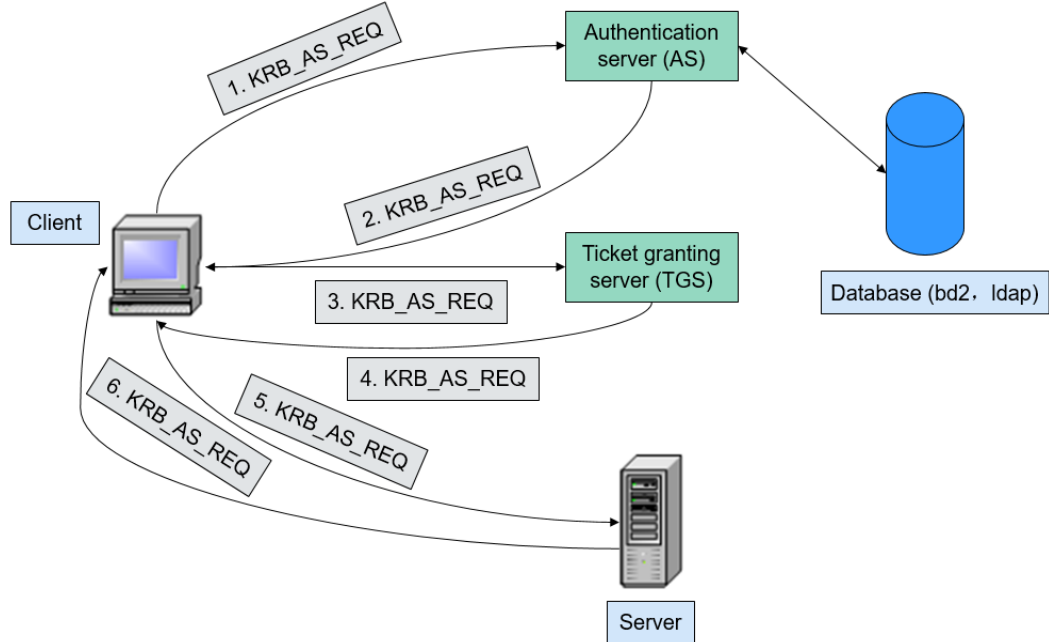 1. KRB_AS_REQ
Authentication
server (AS)
2. KRB_AS_REQ
Client
Ticket granting
server (TGS)
Database (bd2，ldap)
3. KRB_AS_REQ
4. KRB_AS_REQ
5. KRB_AS_REQ
6. KRB_AS_REQ
Server